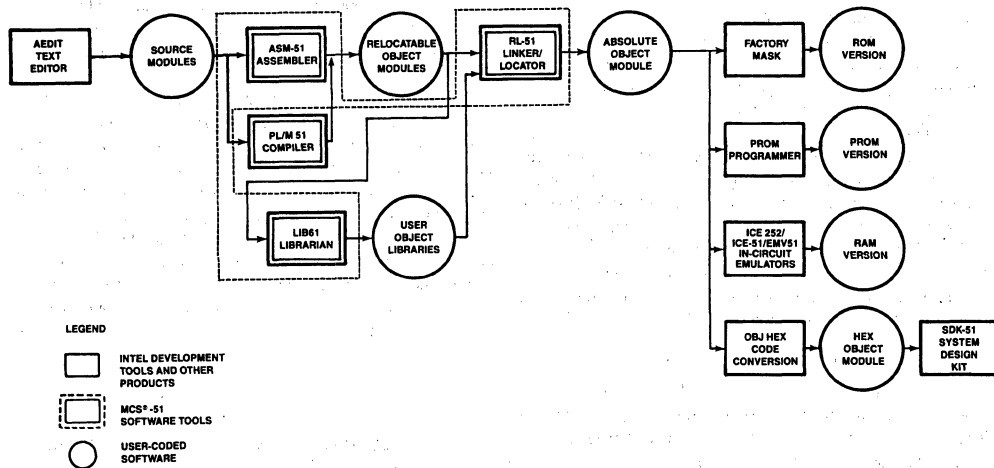 AEDIT
TEXT
EDITOR
SOURCE
MODULES
ASM-51
ASSEMBLER
RELOCATABLE
OBJECT
MODULES
RL-51
LINKER/
LOCATOR
ABSOLUTE
OBJECT
MODULE
FACTORY
MASK
ROM
VERSION
PL/M 51
COMPILER
PROM
PROGRAMMER
PROM
VERSION
LIB61
LIBRARIAN
USER
OBJECT
LIBRARIES
ICE 252/
ICE-51/EMV51
IN-CIRCUIT
EMULATORS
RAM
VERSION
OBJ HEX
CODE
CONVERSION
HEX
OBJECT
MODULE
SDK-51
SYSTEM
DESIGN
KIT
LEGEND
INTEL DEVELOPMENT
TOOLS AND OTHER
PRODUCTS
MCS®-51
SOFTWARE TOOLS
USER-CODED
SOFTWARE